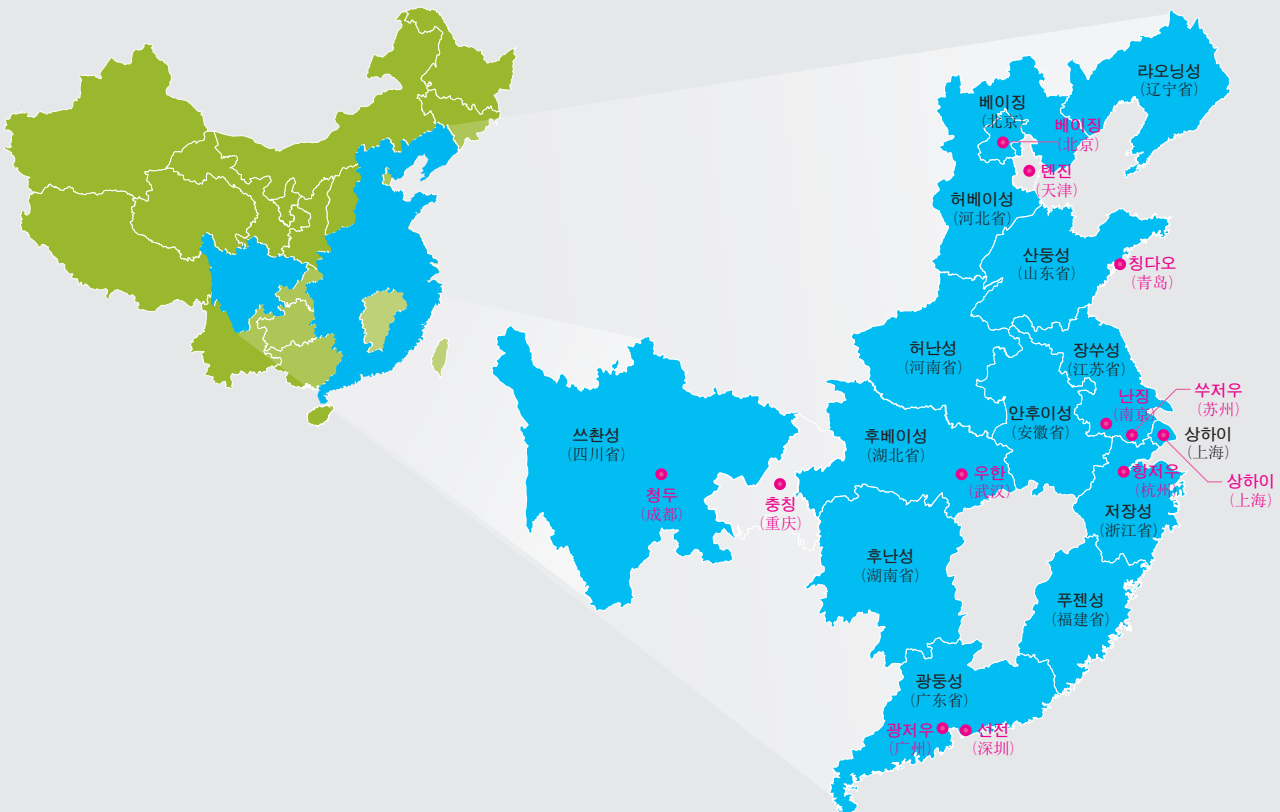 랴오닝성
(辽宁省)
베이징
(北京)
베이징
(北京)
톈진
(天津)
허베이성
(河北省)
산둥성
(山东省)
칭다오
(青岛)
허난성
(河南省)
장쑤성
(江苏省)
난징
(南京)
쑤저우
(苏州)
안후이성
(安徽省)
상하이
(上海)
쓰촨성
(四川省)
후베이성
(湖北省)
우한
(武汉)
항저우
(杭州)
상하이
(上海)
청두
(成都)
충칭
(重庆)
저장성
(浙江省)
후난성
(湖南省)
푸젠성
(福建省)
광둥성
(广东省)
광저우
(广州)
선전
(深圳)